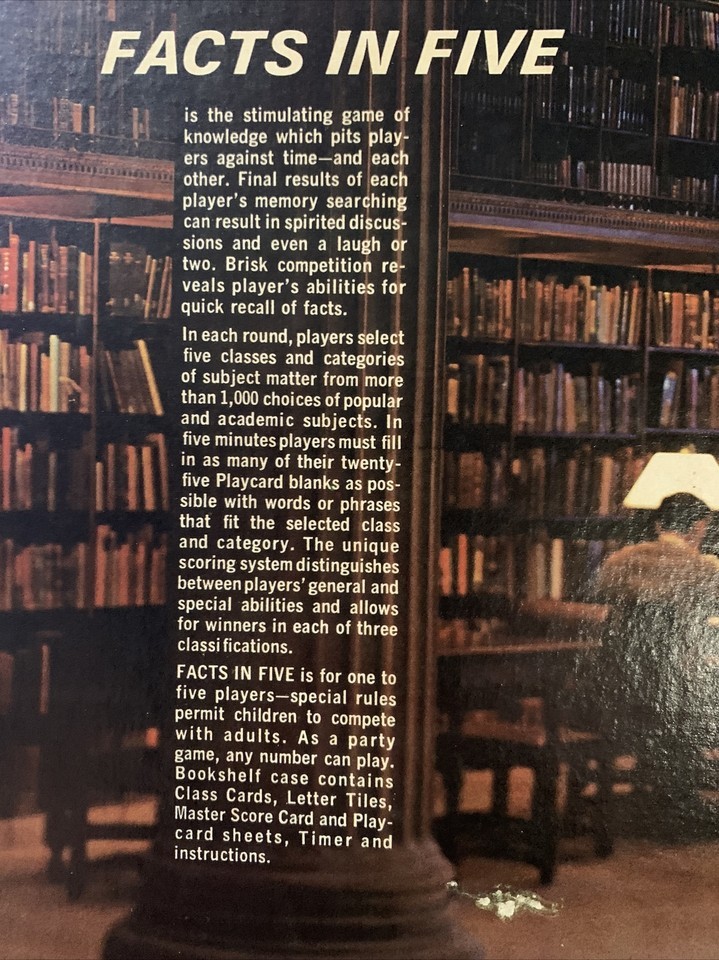 FACTS IN FIVE
is the stimulating game of
knowledge which pits play-
ers against time—and each
other. Final results of each
player's memory searching
can result in spirited discus-
sions and even a laugh or
two. Brisk competition re-
veals player's abilities for
quick recall of facts.
In each round, players select
five classes and categories
of subject matter from more
than 1,000 choices of popular
and academic subjects. In
five minutes players must fill
in as many of their twenty-
five Playcard blanks as pos-
sible with words or phrases
that fit the selected class
and category. The unique
scoring system distinguishes
between players' general and
special abilities and allows
for winners in each of three
classifications.
FACTS IN FIVE is for one to
five players—special rules
permit children to compete
with adults. As a party
game, any number can play.
Bookshelf case contains
Class Cards, Letter Tiles,
Master Score Card and Play-
card sheets, Timer and
instructions.